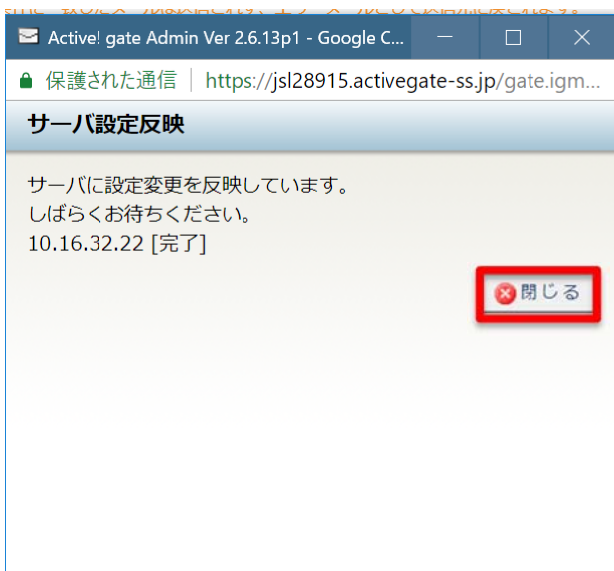 Active! gate Admin Ver 2.6.13p1 - Google C...
保護された通信 | https://jsl28915.activegate-ss.jp/gate.igm...
サーバ設定反映
サーバに設定変更を反映しています。
しばらくお待ちください。
10.16.32.22 [完了]
閉じる